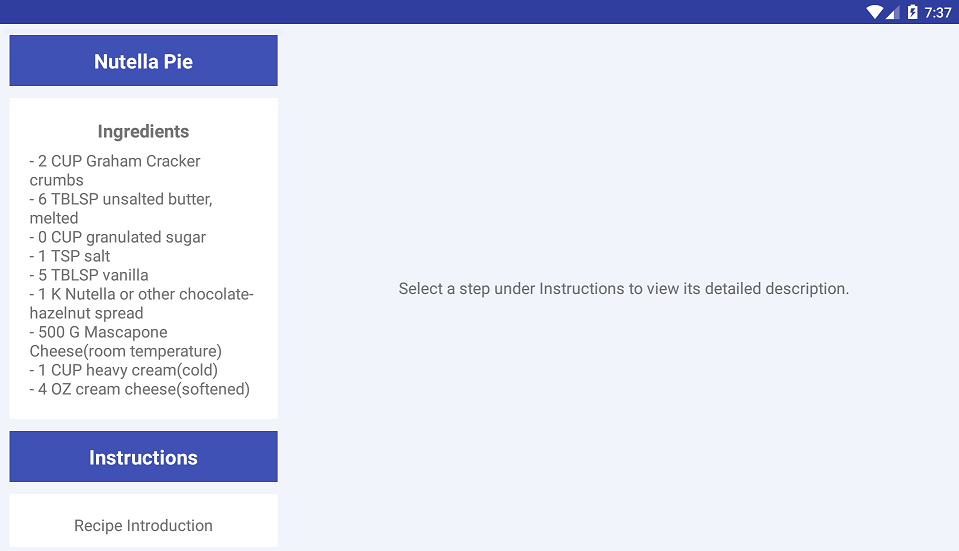 7:37
Nutella Pie
Ingredients
- 2 CUP Graham Cracker
crumbs
- 6 TBLSP unsalted butter,
melted
- 0 CUP granulated sugar
- 1 TSP salt
- 5 TBLSP vanilla
- 1 K Nutella or other chocolate-
hazelnut spread
- 500 G Mascapone
Cheese(room temperature)
- 1 CUP heavy cream(cold)
- 4 OZ cream cheese(softened)
Instructions
Recipe Introduction
Select a step under Instructions to view its detailed description.